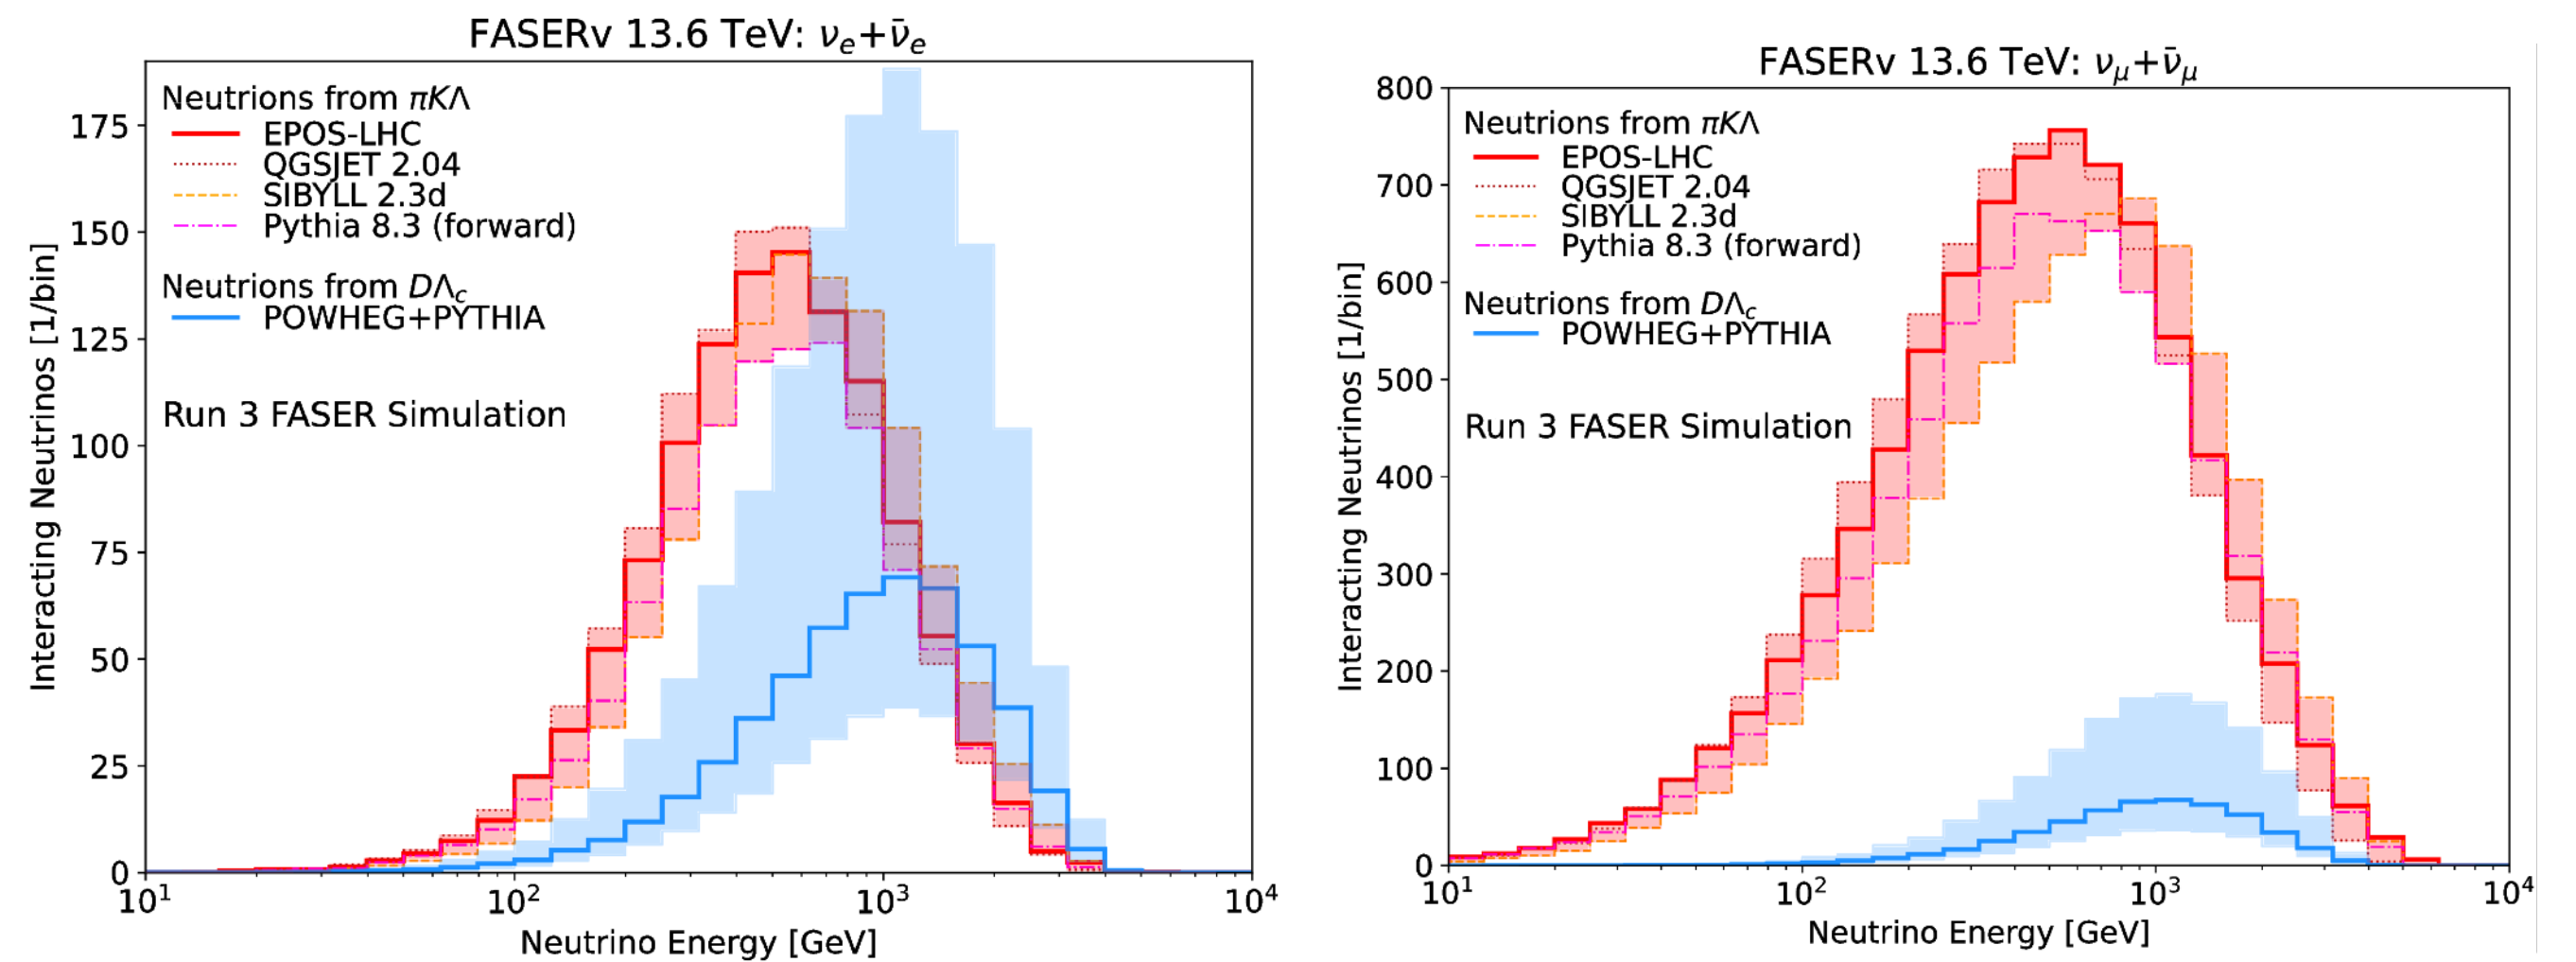 FASERν 13.6 TeV: νₑ+ν̄ₑ
Neutrions from πKΛ
EPOS-LHC
QGSJET 2.04
SIBYLL 2.3d
Pythia 8.3 (forward)
Neutrions from DΛc
POWHEG+PYTHIA
Run 3 FASER Simulation
Interacting Neutrinos [1/bin]
175
150
125
100
75
50
25
0
10¹ 10² 10³ 10⁴
Neutrino Energy [GeV]
FASERν 13.6 TeV: νμ+ν̄μ
Neutrions from πKΛ
EPOS-LHC
QGSJET 2.04
SIBYLL 2.3d
Pythia 8.3 (forward)
Neutrions from DΛc
POWHEG+PYTHIA
Run 3 FASER Simulation
Interacting Neutrinos [1/bin]
800
700
600
500
400
300
200
100
0
10¹ 10² 10³ 10⁴
Neutrino Energy [GeV]